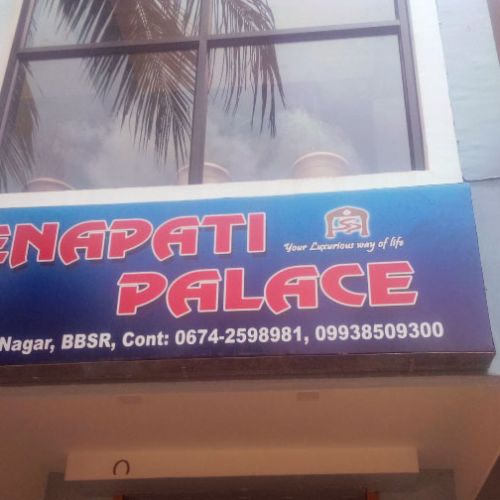 ENAPATI
Your Luxurious way of life
PALACE
Nagar, BBSR, Cont: 0674-2598981, 09938509300